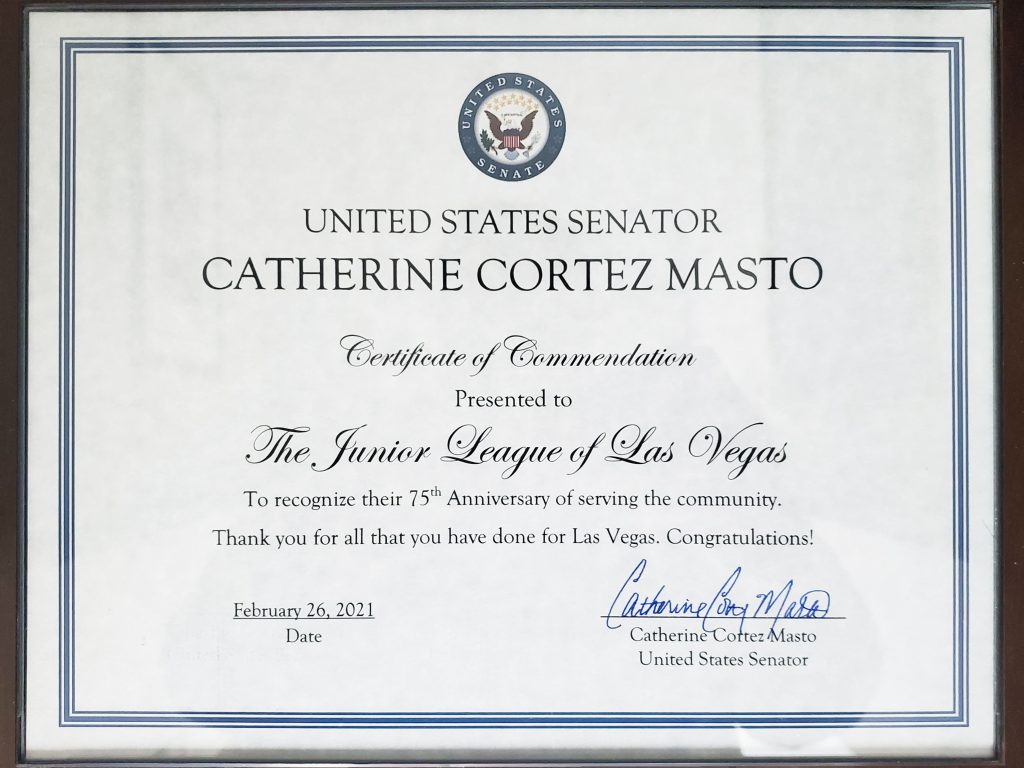 UNITED STATES
SENATE
UNITED STATES SENATOR
CATHERINE CORTEZ MASTO
Certificate of Commendation
Presented to
The Junior League of Las Vegas
To recognize their 75th Anniversary of serving the community.
Thank you for all that you have done for Las Vegas. Congratulations!
Catherine Cortez Masto
February 26, 2021
Date
Catherine Cortez Masto
United States Senator